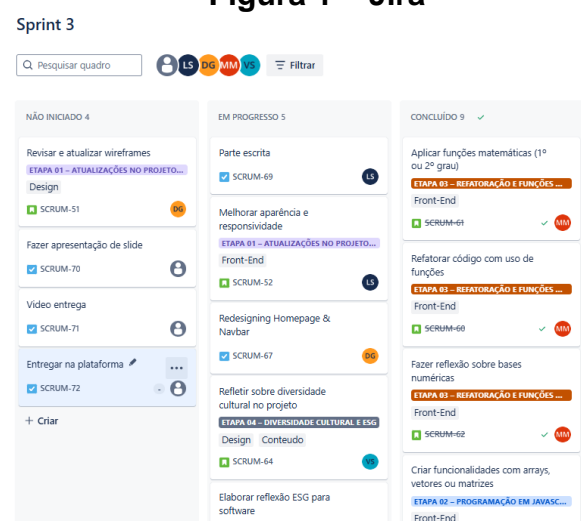 Figura 1 – Jira
Sprint 3
Pesquisar quadro
LS
DG
MM
VS
Filtrar
NÃO INICIADO 4
Revisar e atualizar wireframes
ETAPA 01 – ATUALIZAÇÕES NO PROJETO...
Design
SCRUM-51
DG
Fazer apresentação de slide
SCRUM-70
Video entrega
SCRUM-71
Entregar na plataforma
...
SCRUM-72
-
+ Criar
EM PROGRESSO 5
Parte escrita
SCRUM-69
LS
Melhorar aparência e
responsividade
ETAPA 01 – ATUALIZAÇÕES NO PROJETO...
Front-End
SCRUM-52
LS
Redesigning Homepage &
Navbar
SCRUM-67
DG
Refletir sobre diversidade
cultural no projeto
ETAPA 04 – DIVERSIDADE CULTURAL E ESG
Design Conteudo
SCRUM-64
VS
Elaborar reflexão ESG para
software
CONCLUÍDO 9
Aplicar funções matemáticas (1º
ou 2º grau)
ETAPA 03 – REFATORAÇÃO E FUNÇÕES ...
Front-End
SCRUM-61
MM
Refatorar código com uso de
funções
ETAPA 03 – REFATORAÇÃO E FUNÇÕES ...
Front-End
SCRUM-60
MM
Fazer reflexão sobre bases
numéricas
ETAPA 03 – REFATORAÇÃO E FUNÇÕES ...
Front-End
SCRUM-62
MM
Criar funcionalidades com arrays,
vetores ou matrizes
ETAPA 02 – PROGRAMAÇÃO EM JAVASC...
Front-End